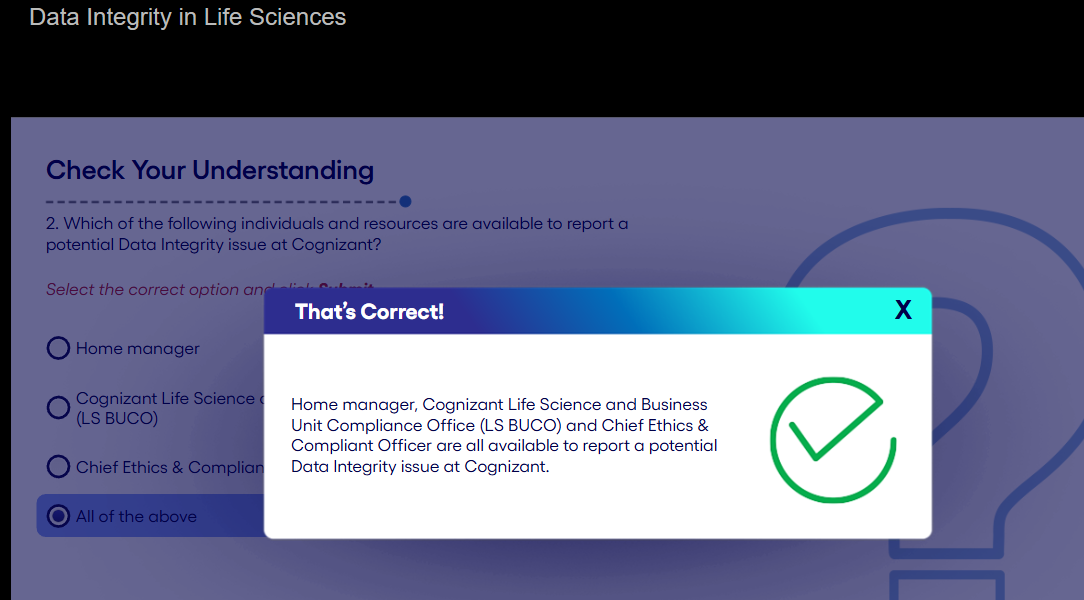 Data Integrity in Life Sciences
Check Your Understanding
2. Which of the following individuals and resources are available to report a
potential Data Integrity issue at Cognizant?
Select the correct option and click Submit
That's Correct!
X
Home manager
Cognizant Life Science
(LS BUCO)
Chief Ethics & Complian
All of the above
Home manager, Cognizant Life Science and Business
Unit Compliance Office (LS BUCO) and Chief Ethics &
Compliant Officer are all available to report a potential
Data Integrity issue at Cognizant.